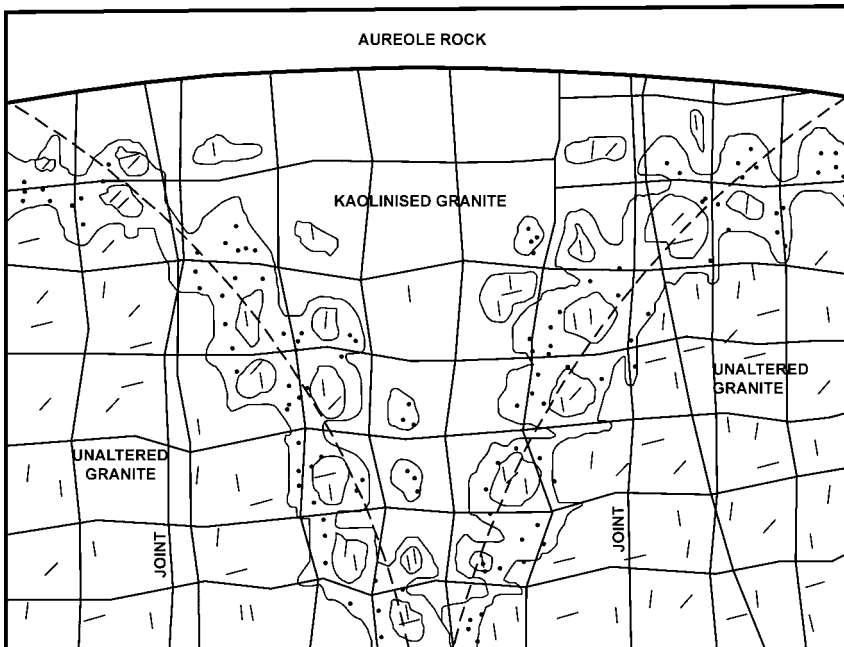 AUREOLE ROCK
KAOLINISED GRANITE
UNALTERED
GRANITE
UNALTERED
GRANITE
JOINT
JOINT